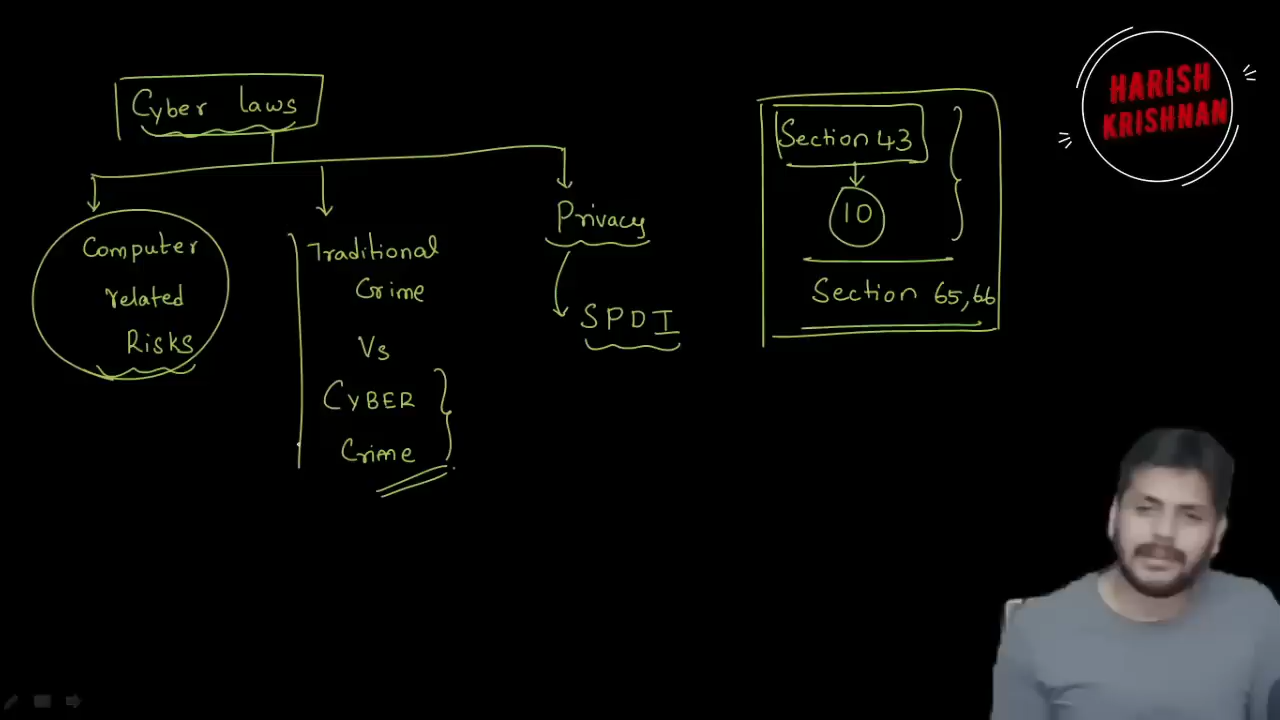 Cyber laws
Computer
related
Risks
Traditional
Crime
Vs
CYBER
Crime
Privacy
SPDI
Section 43
10
Section 65,66
HARISH
KRISHNAN